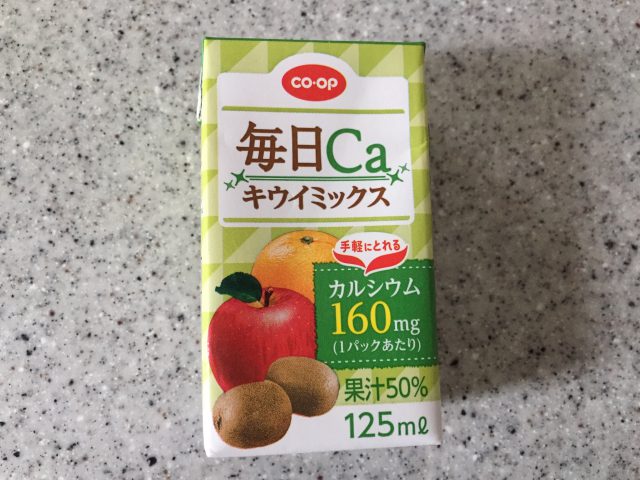 CO·OP
毎日Ca
キウイミックス
手軽にとれる
カルシウム
160mg
(1パックあたり)
果汁50%
125mℓ